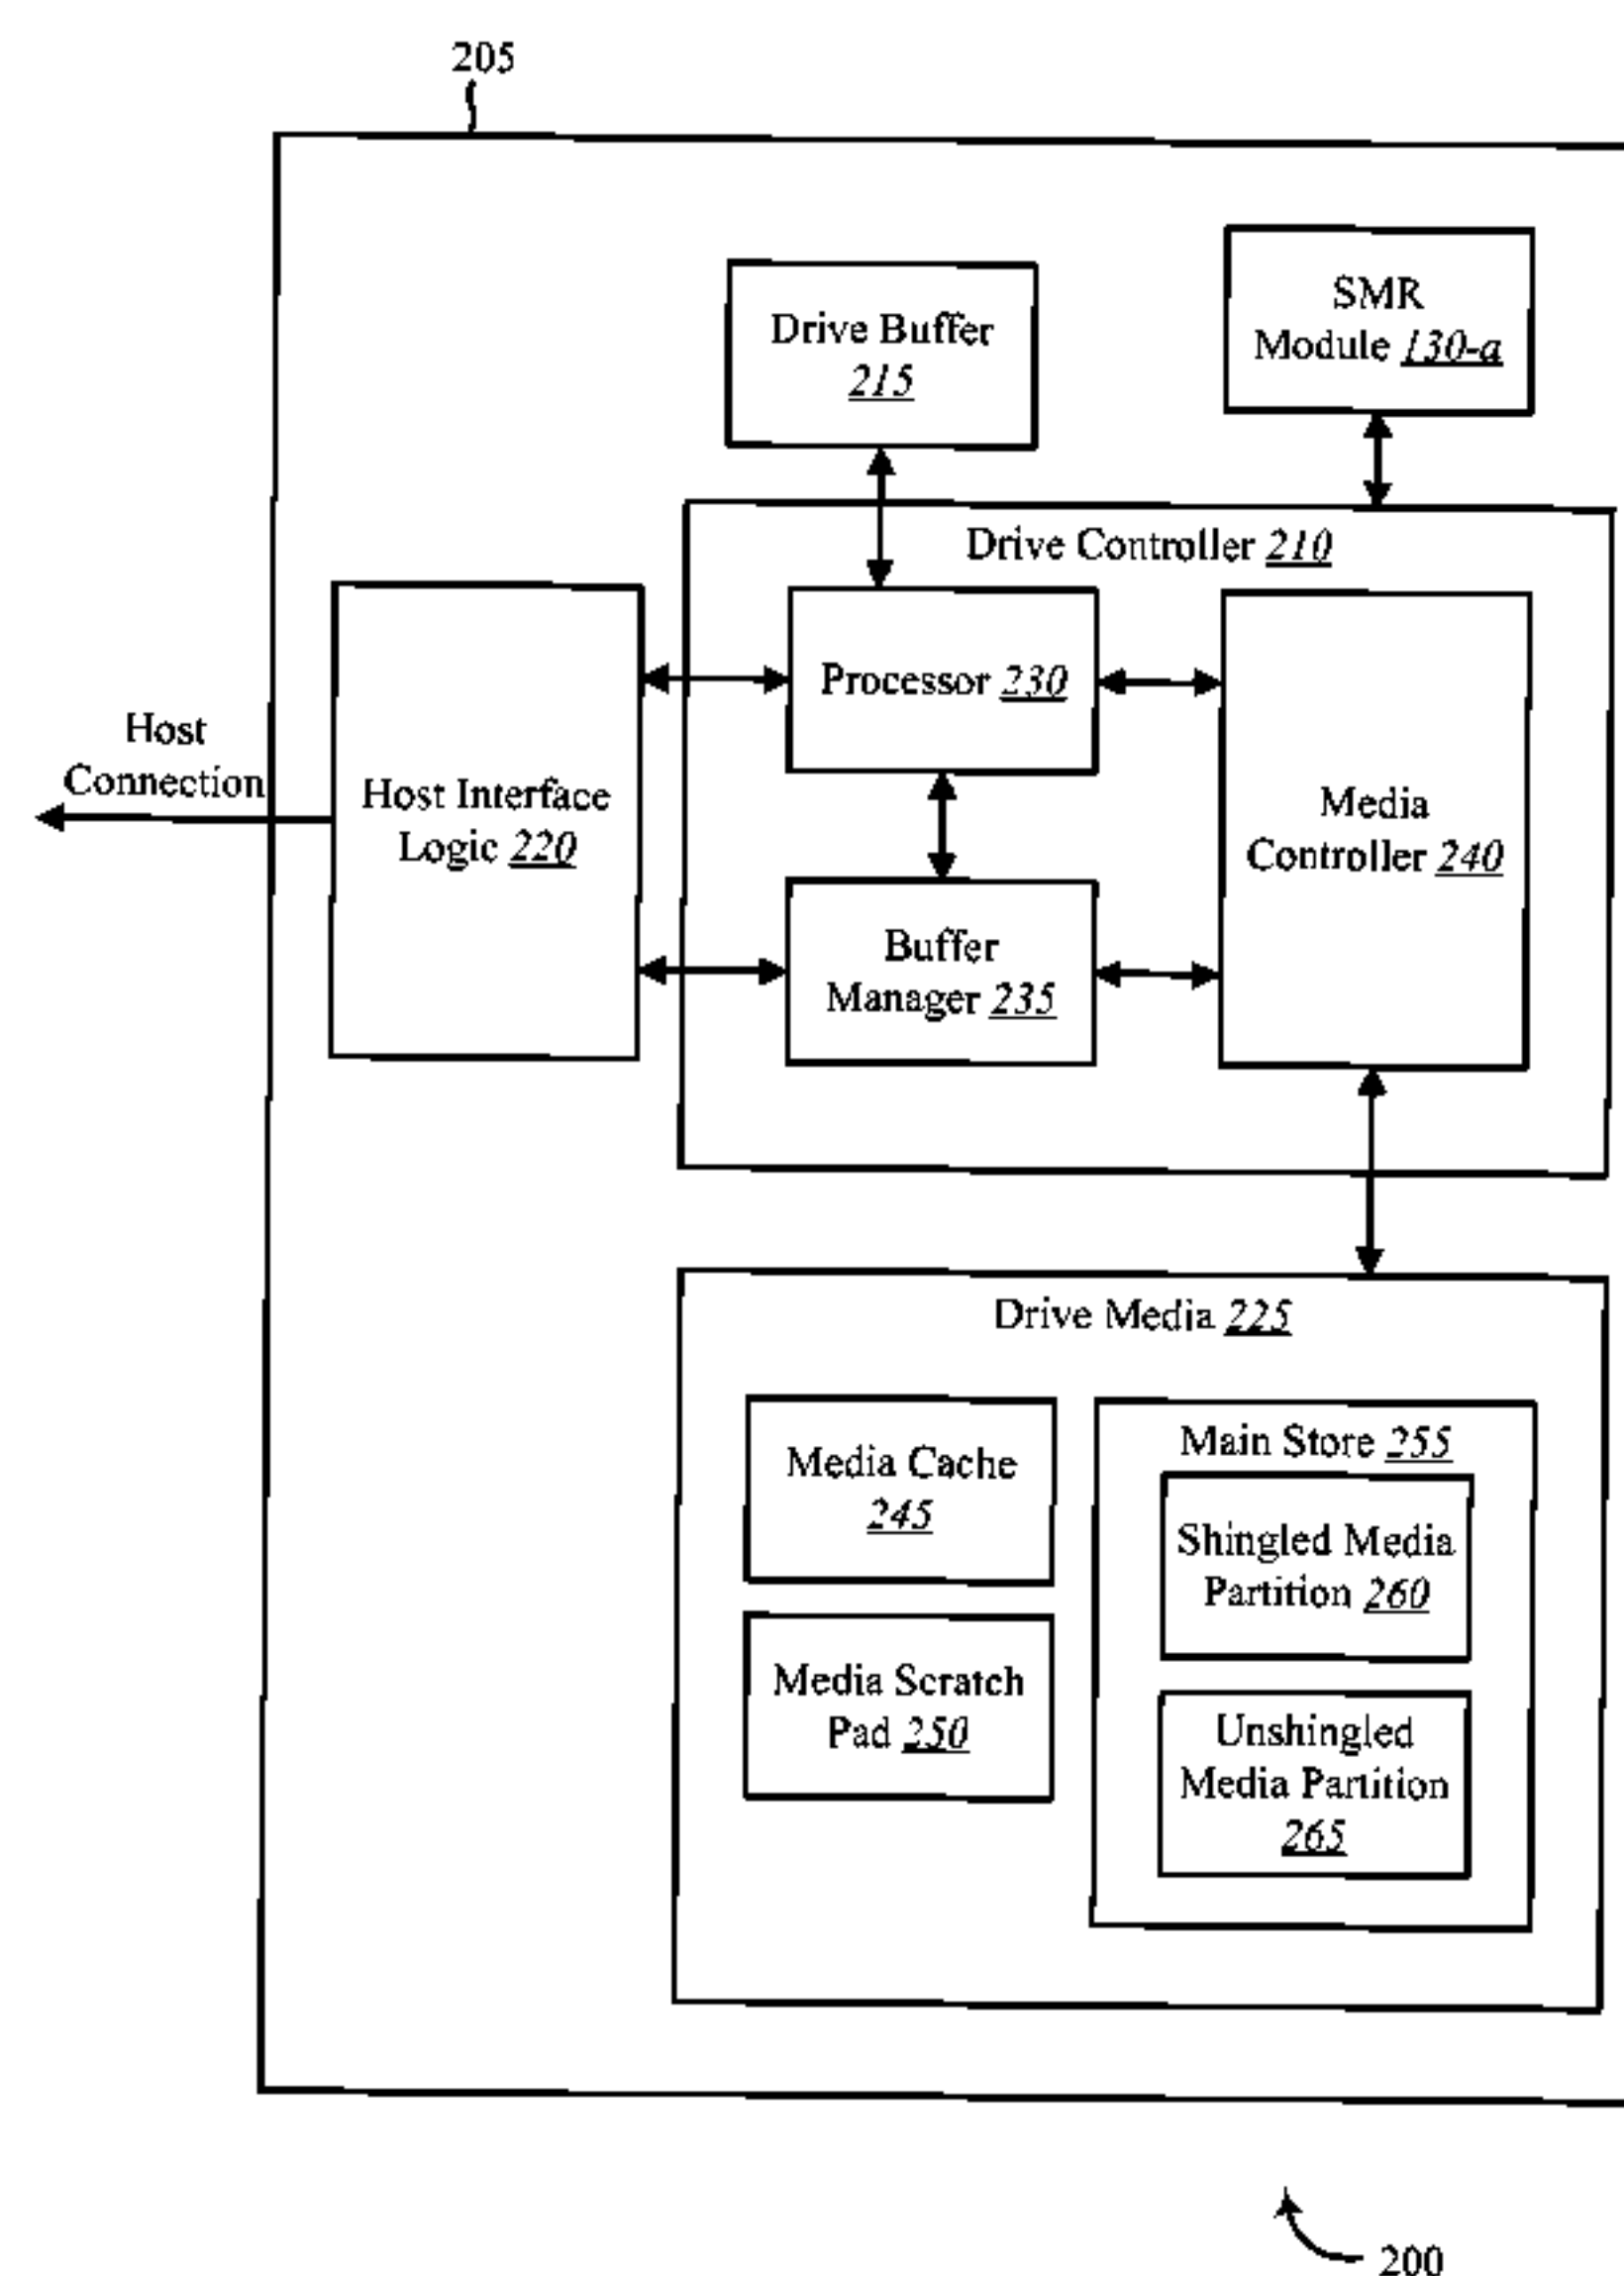 205
SMR
Module 130-a
Drive Buffer
215
Drive Controller 210
Processor 230
Host
Connection
Host Interface
Logic 220
Media
Controller 240
Buffer
Manager 235
Drive Media 225
Media Cache
245
Main Store 255
Shingled Media
Partition 260
Media Scratch
Pad 250
Unshingled
Media Partition
265
200